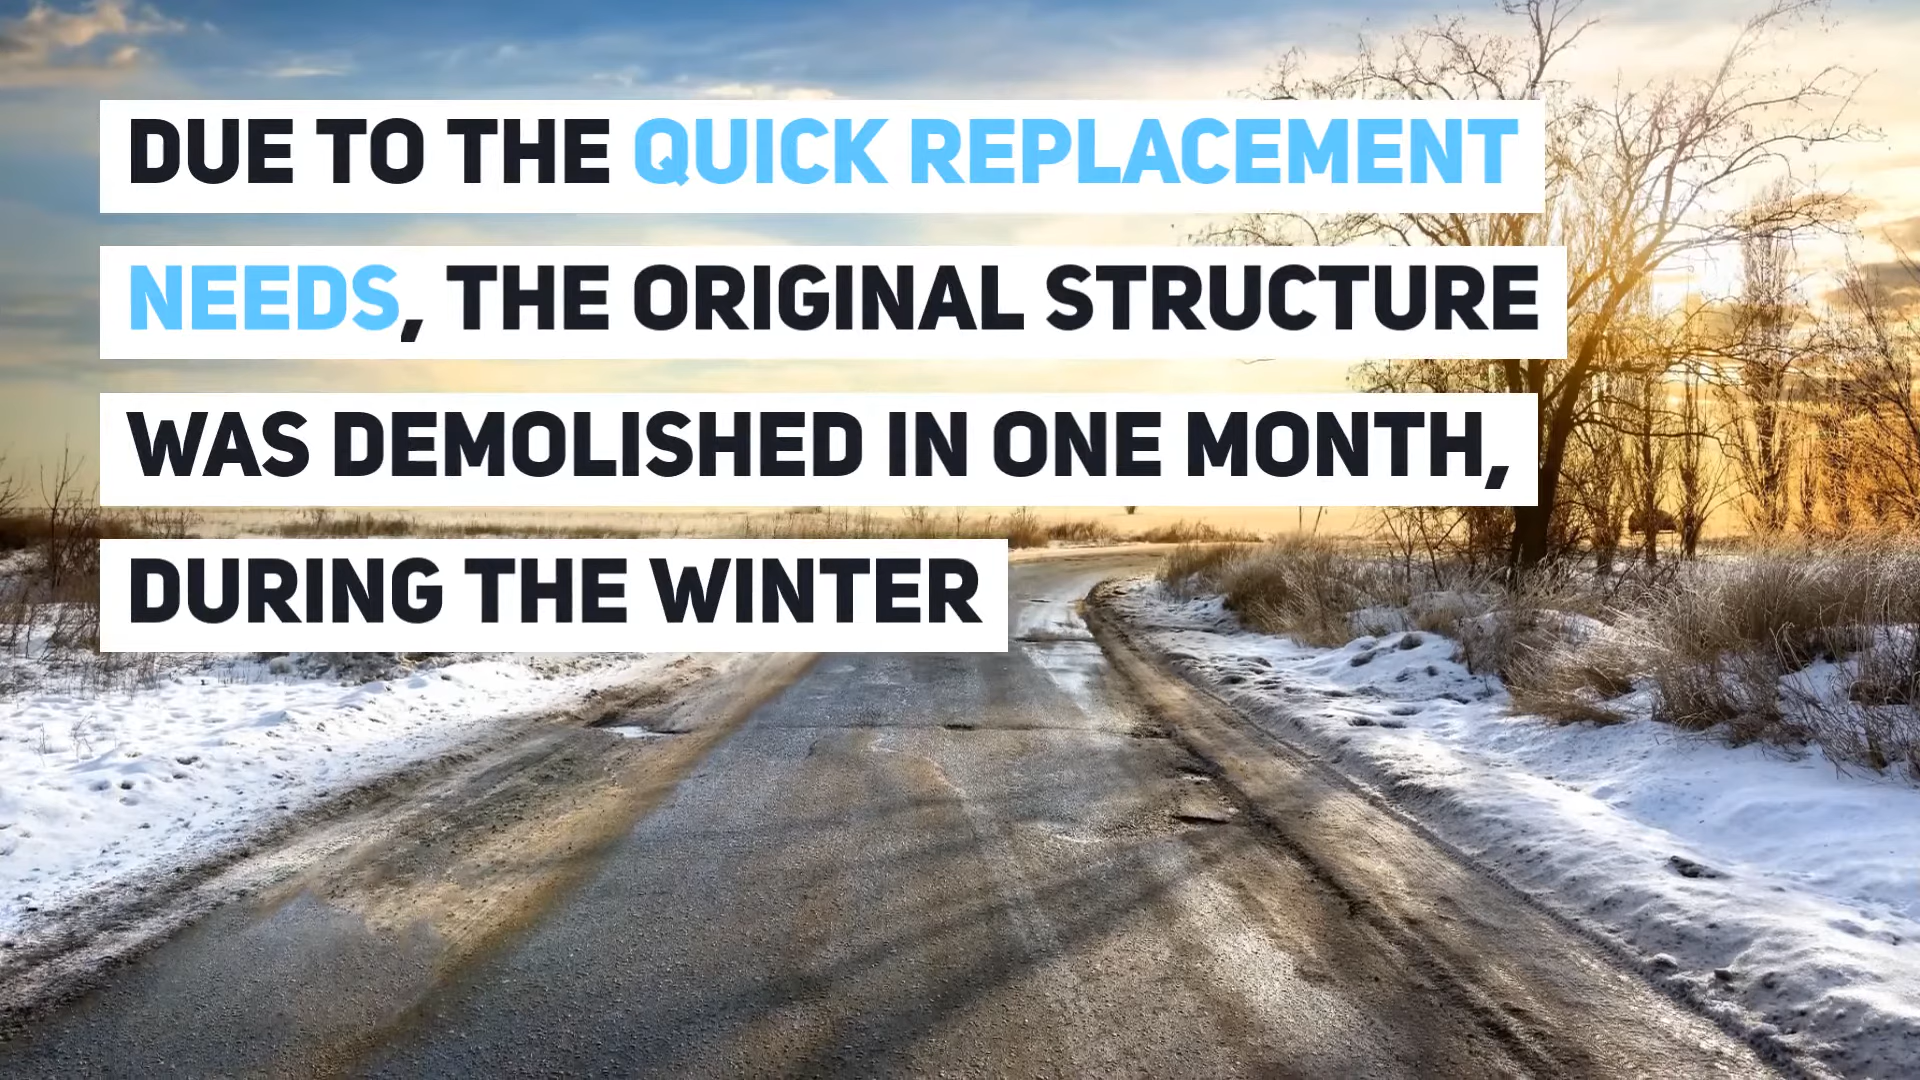 DUE TO THE QUICK REPLACEMENT
NEEDS, THE ORIGINAL STRUCTURE
WAS DEMOLISHED IN ONE MONTH,
DURING THE WINTER